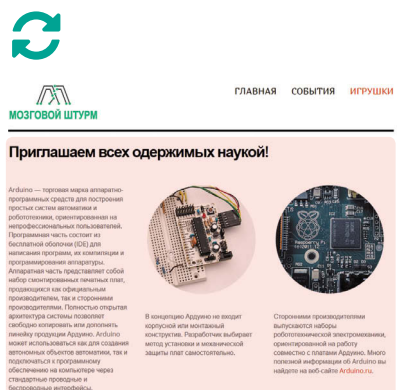 ГЛАВНАЯ СОБЫТИЯ ИГРУШКИ
МОЗГОВОЙ ШТУРМ
Приглашаем всех одержимых наукой!
Arduino — торговая марка аппаратно-
программных средств для построения
простых систем автоматики и
робототехники, ориентированная на
непрофессиональных пользователей.
Программная часть состоит из
бесплатной оболочки (IDE) для
написания программ, их компиляции и
программирования аппаратуры.
Аппаратная часть представляет собой
набор смонтированных печатных плат,
продающихся как официальным
производителем, так и сторонними
производителями. Полностью открытая
архитектура системы позволяет
свободно копировать или дополнять
линейку продукции Ардуино. Arduino
может использоваться как для создания
автономных объектов автоматики, так и
подключаться к программному
обеспечению на компьютере через
стандартные проводные и
беспроводные интерфейсы.
В концепцию Ардуино не входит
корпусной или монтажный
конструктив. Разработчик выбирает
метод установки и механической
защиты плат самостоятельно.
Raspberry Pi
Сторонними производителями
выпускаются наборы
робототехнической электромеханики,
ориентированной на работу
совместно с платами Ардуино. Много
полезной информации об Arduino вы
найдете на веб-сайте Arduino.ru.